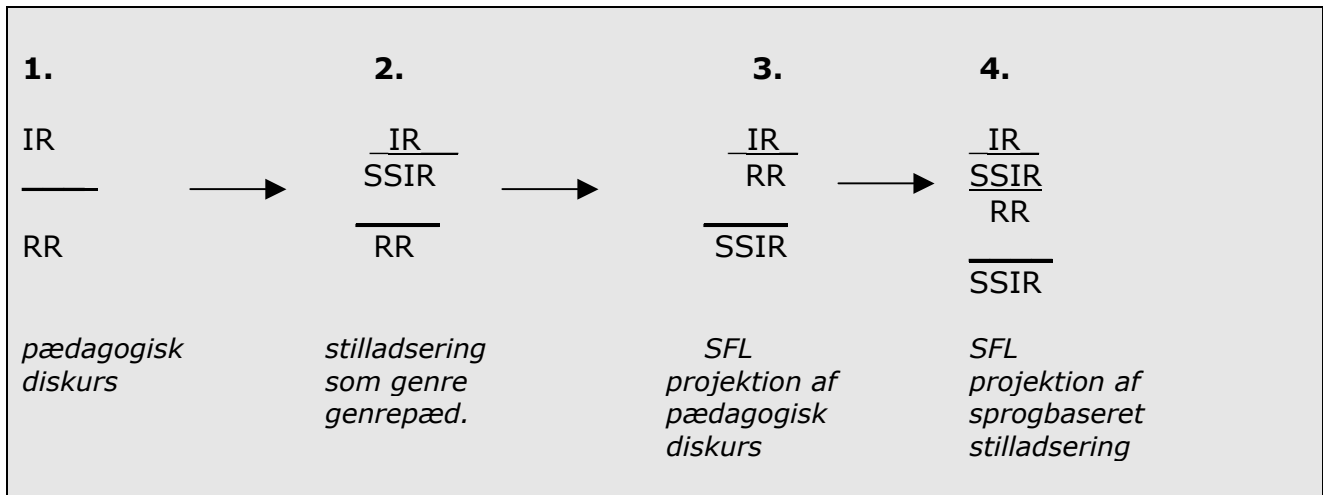 1. 2. 3. 4.
IR IR IR IR
SSIR RR SSIR
RR
RR RR SSIR
SSIR
pædagogisk stilladsering SFL SFL
diskurs som genre projektion af projektion af
genrepæd. pædagogisk sprogbaseret
diskurs stilladsering